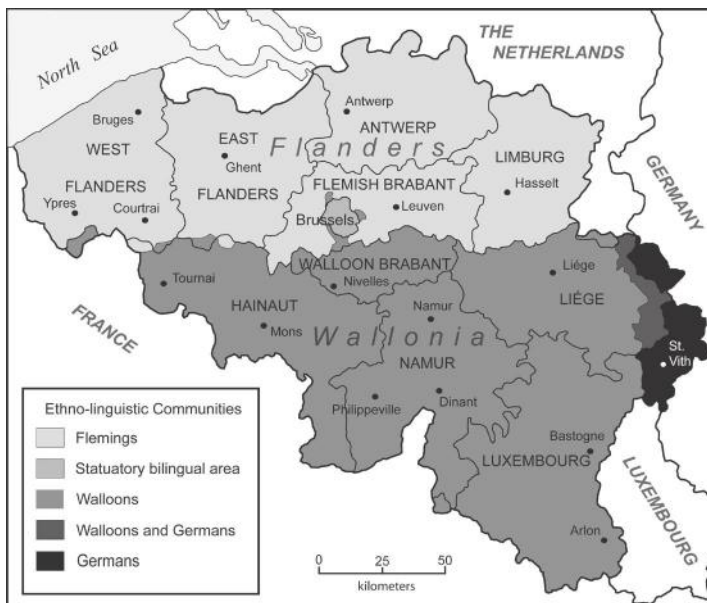 North Sea
THE
NETHERLANDS
Bruges
WEST
FLANDERS
Ypres
Courtrai
EAST
Ghent
FLANDERS
Flanders
Antwerp
ANTWERP
LIMBURG
Hasselt
FLEMISH BRABANT
Brussels
Leuven
GERMANY
WALLOON BRABANT
Nivelles
Tournai
HAINAUT
Mons
Wallonia
Namur
NAMUR
Liége
LIÉGE
St.
Vith
FRANCE
Philippeville
Dinant
Bastogne
LUXEMBOURG
Arlon
LUXEMBOURG
Ethno-linguistic Communities
Flemings
Statuatory bilingual area
Walloons
Walloons and Germans
Germans
0 25 50
kilometers